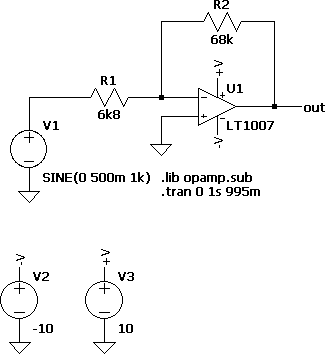 R2
68k
R1
6k8
V+
U1
LT1007
V-
out
V1
SINE(0 500m 1k)
.lib opamp.sub
.tran 0 1s 995m
V-
V2
-10
V+
V3
10